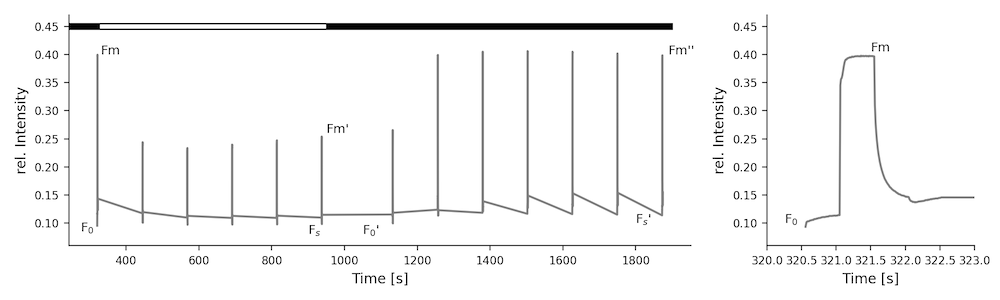 0.45
0.40
0.35
0.30
0.25
0.20
0.15
0.10
rel. Intensity
Fm
Fm'
Fm''
F0
Fs
F0'
Fs'
400 600 800 1000 1200 1400 1600 1800
Time [s]
0.45
0.40
0.35
0.30
0.25
0.20
0.15
0.10
rel. Intensity
Fm
F0
320.0 320.5 321.0 321.5 322.0 322.5 323.0
Time [s]